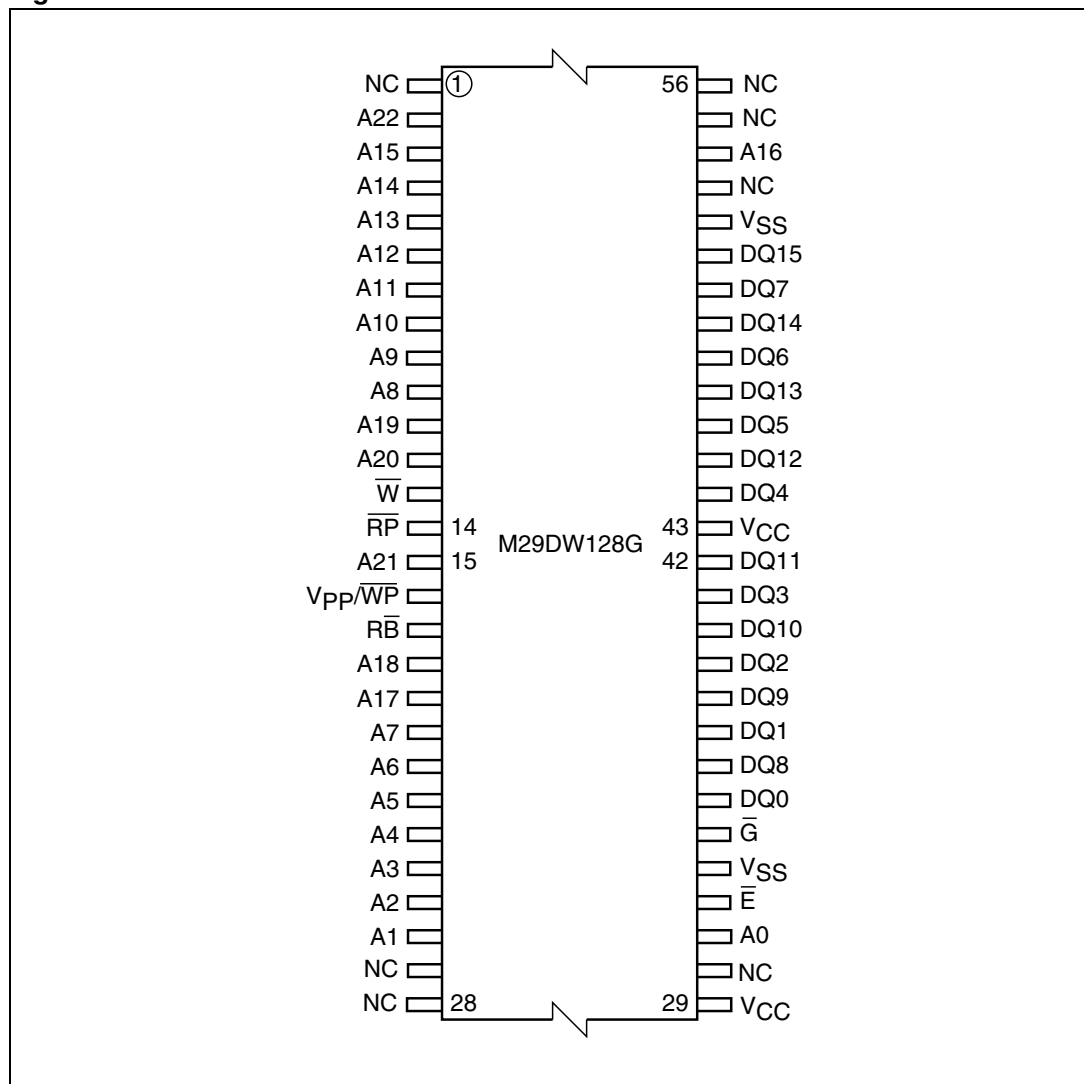 NC 1 56 NC
A22 NC
A15 A16
A14 NC
A13 VSS
A12 DQ15
A11 DQ7
A10 DQ14
A9 DQ6
A8 DQ13
A19 DQ5
A20 DQ12
W̅ DQ4
R̅P̅ 14 43 VCC
M29DW128G
A21 15 42 DQ11
VPP/W̅P̅ DQ3
RB̅ DQ10
A18 DQ2
A17 DQ9
A7 DQ1
A6 DQ8
A5 DQ0
A4 G̅
A3 VSS
A2 E̅
A1 A0
NC NC
NC 28 29 VCC